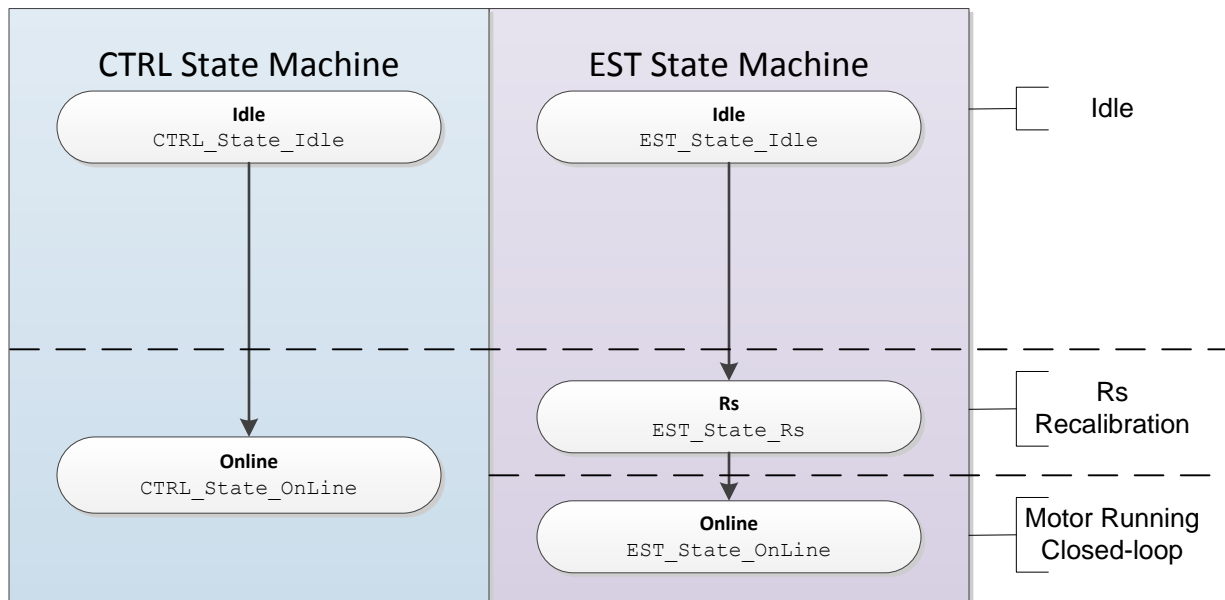 CTRL State Machine
Idle
CTRL_State_Idle
Online
CTRL_State_OnLine
EST State Machine
Idle
EST_State_Idle
Rs
EST_State_Rs
Online
EST_State_OnLine
Idle
Rs
Recalibration
Motor Running
Closed-loop